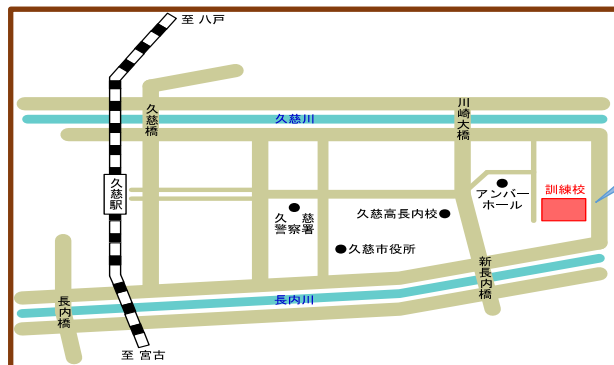 至 八戸
久慈橋
久慈川
川崎大橋
久慈駅
訓練校
アンバー
ホール
久慈
警察署
久慈高長内校
久慈市役所
新長内橋
長内橋
長内川
至 宮古